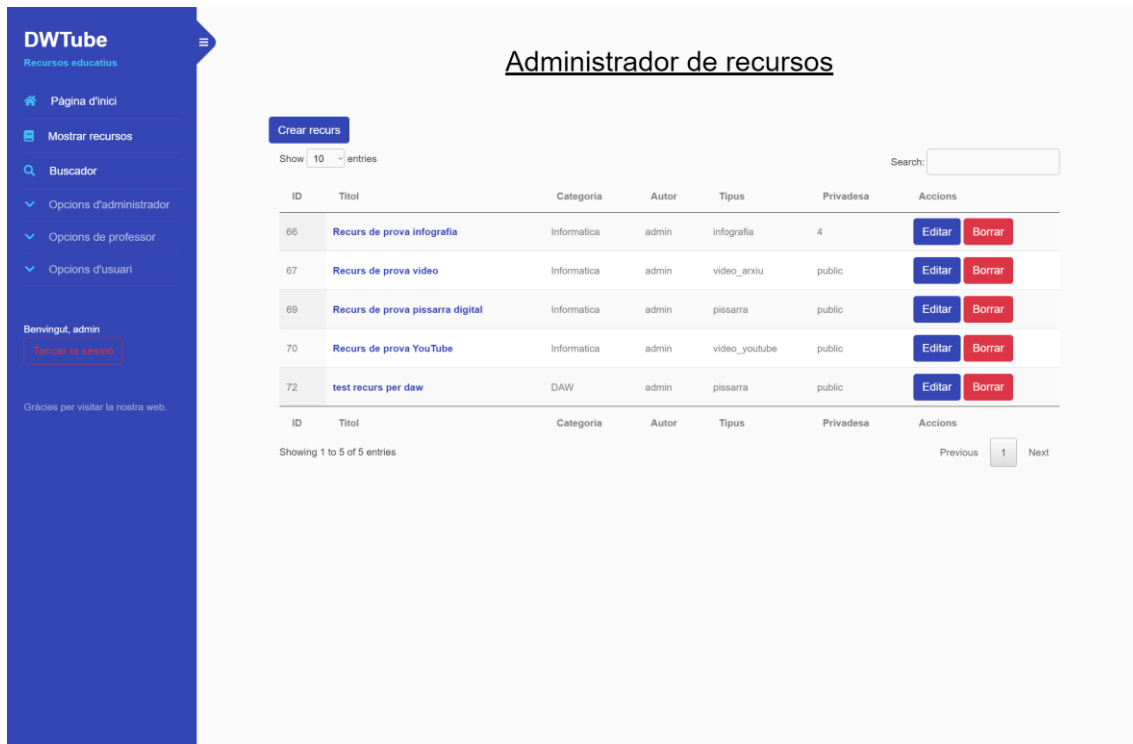 DWTube
Recursos educatius
Pàgina d'inici
Mostrar recursos
Buscador
Opcions d'administrador
Opcions de professor
Opcions d'usuari
Benvingut, admin
Tancar la sessió
Gràcies per visitar la nostra web.
Administrador de recursos
Crear recurs
Show 10 entries
Search:
ID Titol Categoria Autor Tipus Privadesa Accions
66 Recurs de prova infografia Informatica admin infografia 4 Editar Borrar
67 Recurs de prova video Informatica admin video_arxiu public Editar Borrar
69 Recurs de prova pissarra digital Informatica admin pissarra public Editar Borrar
70 Recurs de prova YouTube Informatica admin video_youtube public Editar Borrar
72 test recurs per daw DAW admin pissarra public Editar Borrar
ID Titol Categoria Autor Tipus Privadesa Accions
Showing 1 to 5 of 5 entries
Previous 1 Next